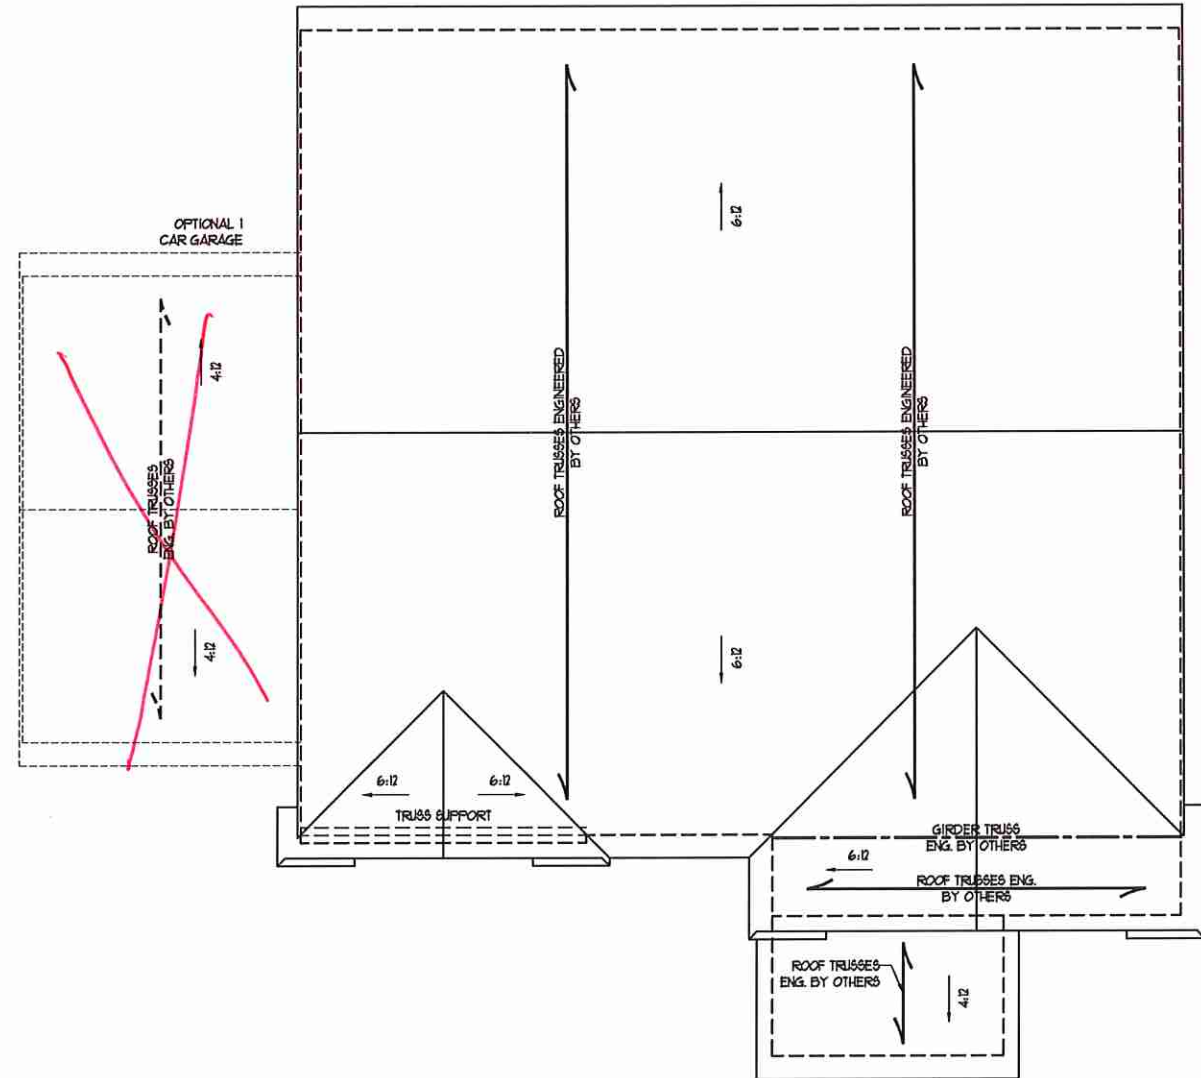 OPTIONAL 1
CAR GARAGE
6:12
4:12
ROOF TRUSSES
ENG. BY OTHERS
4:12
ROOF TRUSSES ENGINEERED
BY OTHERS
ROOF TRUSSES ENGINEERED
BY OTHERS
6:12
6:12
6:12
TRUSS SUPPORT
GIRDER TRUSS
ENG. BY OTHERS
6:12
ROOF TRUSSES ENG.
BY OTHERS
ROOF TRUSSES
ENG. BY OTHERS
4:12